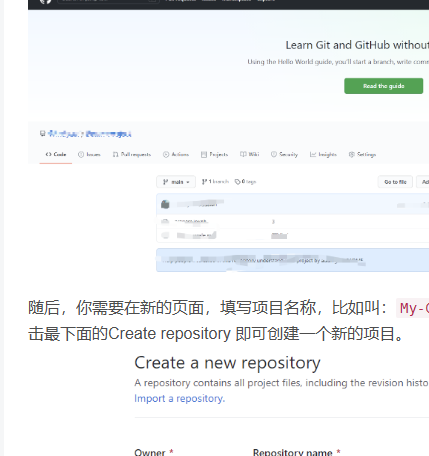 Learn Git and GitHub withou
Using the Hello World guide, you'll start a branch, write comm
Read the guide
Code Issues Pull requests Actions Projects Wiki Security Insights Settings
main 1 branch 0 tags Go to file Ad
随后，你需要在新的页面，填写项目名称，比如叫： My-C
击最下面的Create repository 即可创建一个新的项目。
Create a new repository
A repository contains all project files, including the revision histo
Import a repository.
Owner * Repository name *